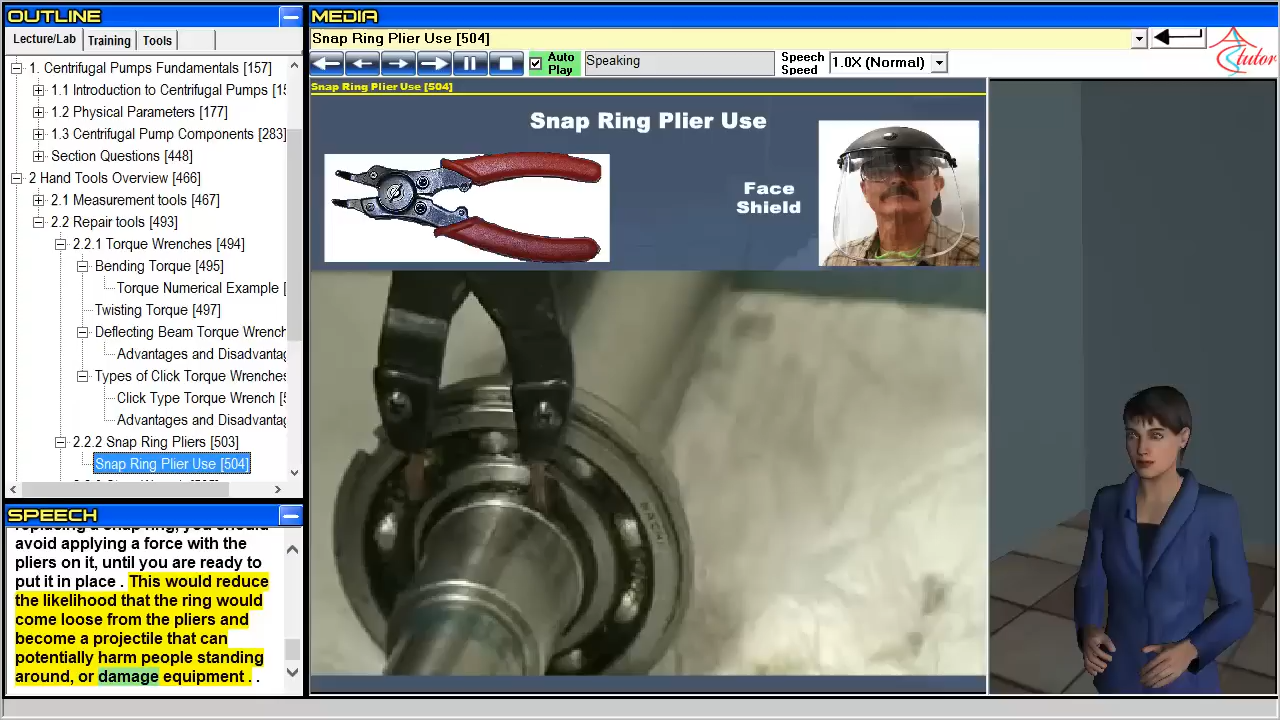 OUTLINE
Lecture/Lab
Training
Tools
1. Centrifugal Pumps Fundamentals [157]
1.1 Introduction to Centrifugal Pumps [15
1.2 Physical Parameters [177]
1.3 Centrifugal Pump Components [283]
Section Questions [448]
2 Hand Tools Overview [466]
2.1 Measurement tools [467]
2.2 Repair tools [493]
2.2.1 Torque Wrenches [494]
Bending Torque [495]
Torque Numerical Example [
Twisting Torque [497]
Deflecting Beam Torque Wrench
Advantages and Disadvantag
Types of Click Torque Wrenches
Click Type Torque Wrench [5
Advantages and Disadvantag
2.2.2 Snap Ring Pliers [503]
Snap Ring Plier Use [504]
SPEECH
replacing a snap ring, you should
avoid applying a force with the
pliers on it, until you are ready to
put it in place . This would reduce
the likelihood that the ring would
come loose from the pliers and
become a projectile that can
potentially harm people standing
around, or damage equipment . .
MEDIA
Snap Ring Plier Use [504]
Auto
Play
Speaking
Speech
Speed
1.0X (Normal)
tutor
Snap Ring Plier Use [504]
Snap Ring Plier Use
Face
Shield